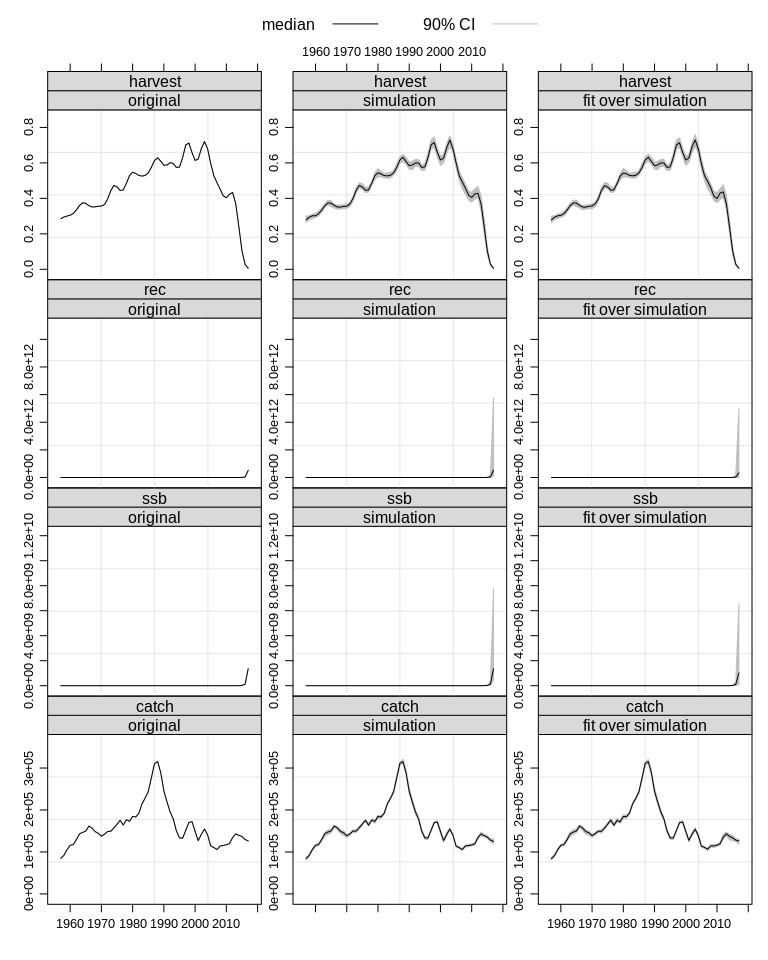 median 90% CI
1960 1970 1980 1990 2000 2010
harvest harvest harvest
original simulation fit over simulation
0.0 0.2 0.4 0.6 0.8 0.0 0.2 0.4 0.6 0.8 0.0 0.2 0.4 0.6 0.8
rec rec rec
original simulation fit over simulation
0.0e+00 4.0e+12 8.0e+12 0.0e+00 4.0e+12 8.0e+12 0.0e+00 4.0e+12 8.0e+12
ssb ssb ssb
original simulation fit over simulation
0.0e+00 4.0e+09 8.0e+09 1.2e+10 0.0e+00 4.0e+09 8.0e+09 1.2e+10 0.0e+00 4.0e+09 8.0e+09 1.2e+10
catch catch catch
original simulation fit over simulation
0e+00 1e+05 2e+05 3e+05 0e+00 1e+05 2e+05 3e+05 0e+00 1e+05 2e+05 3e+05
1960 1970 1980 1990 2000 2010 1960 1970 1980 1990 2000 2010